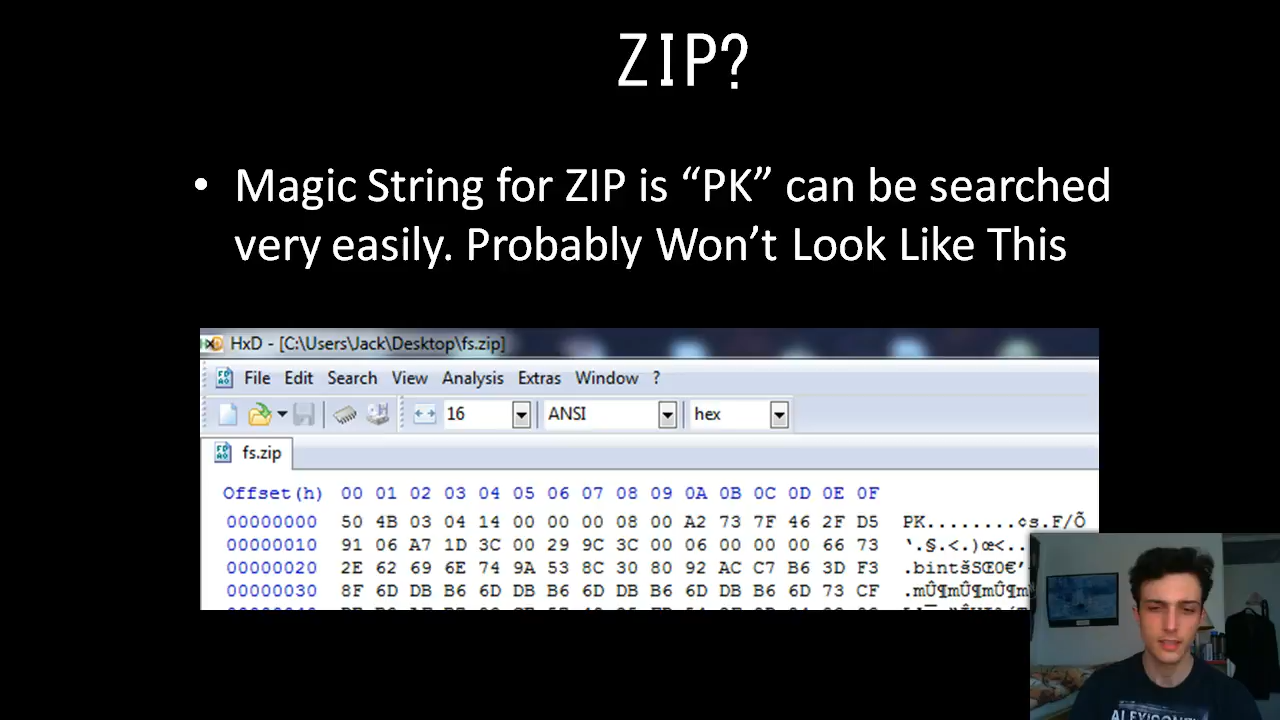 ZIP?
• Magic String for ZIP is “PK” can be searched
very easily. Probably Won’t Look Like This
HxD - [C:\Users\Jack\Desktop\fs.zip]
File Edit Search View Analysis Extras Window ?
16 ANSI hex
fs.zip
Offset(h) 00 01 02 03 04 05 06 07 08 09 0A 0B 0C 0D 0E 0F
00000000 50 4B 03 04 14 00 00 00 08 00 A2 73 7F 46 2F D5 PK........¢s.F/Õ
00000010 91 06 A7 1D 3C 00 29 9C 3C 00 06 00 00 00 66 73 ‘.§.<.)œ<..
00000020 2E 62 69 6E 74 9A 53 8C 30 80 92 AC C7 B6 3D F3 .bintšSŒ0€’
00000030 8F 6D DB B6 6D DB B6 6D DB B6 6D DB B6 6D 73 CF .mÛ¶mÛ¶mÛ¶m